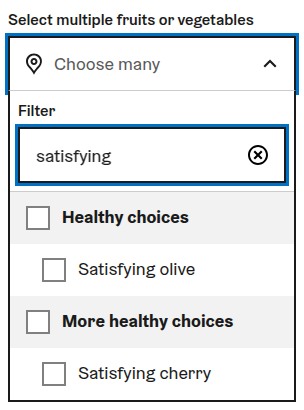 Select multiple fruits or vegetables
Choose many
Filter
satisfying
Healthy choices
Satisfying olive
More healthy choices
Satisfying cherry